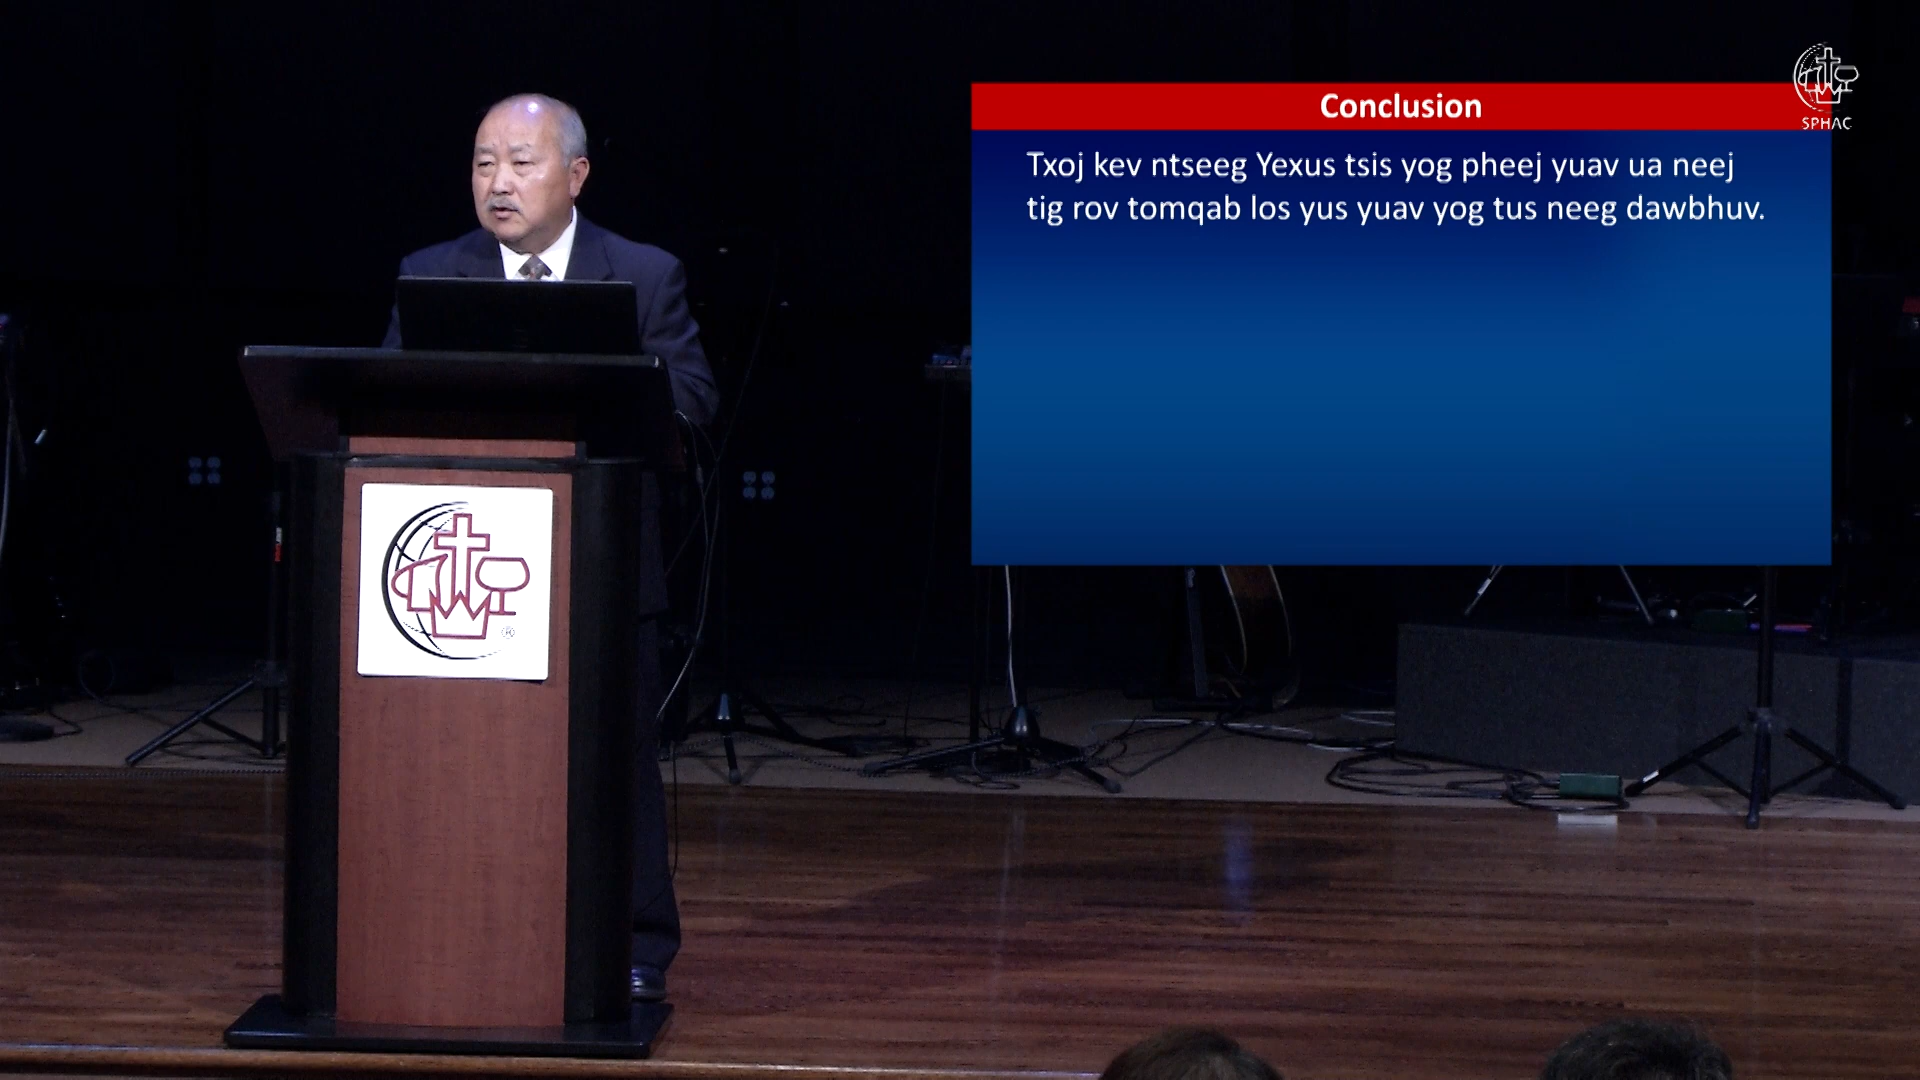 Conclusion
SPHAC
Txoj kev ntseeg Yexus tsis yog pheej yuav ua neej
tig rov tomqab los yus yuav yog tus neeg dawbhuv.